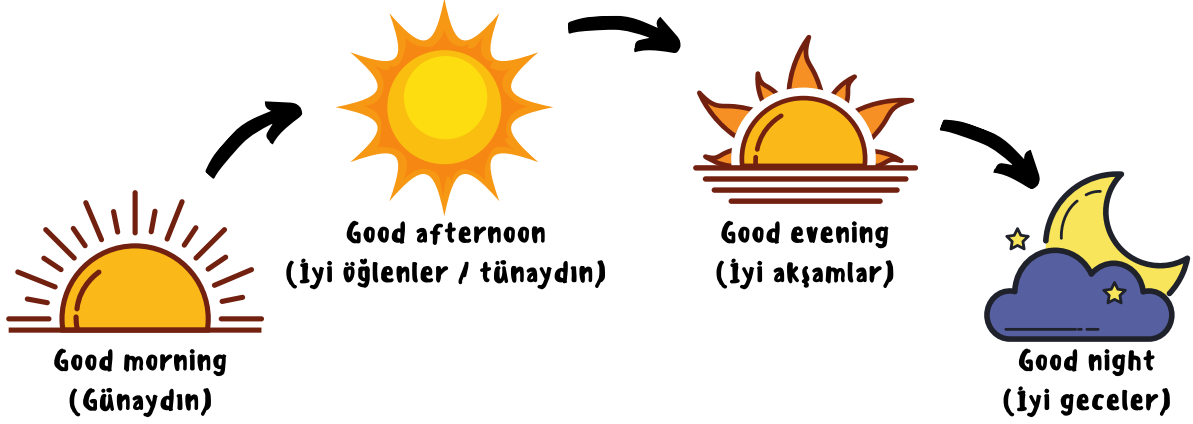 Good morning
(Günaydın)
Good afternoon
(İyi öğlenler / tünaydın)
Good evening
(İyi akşamlar)
Good night
(İyi geceler)